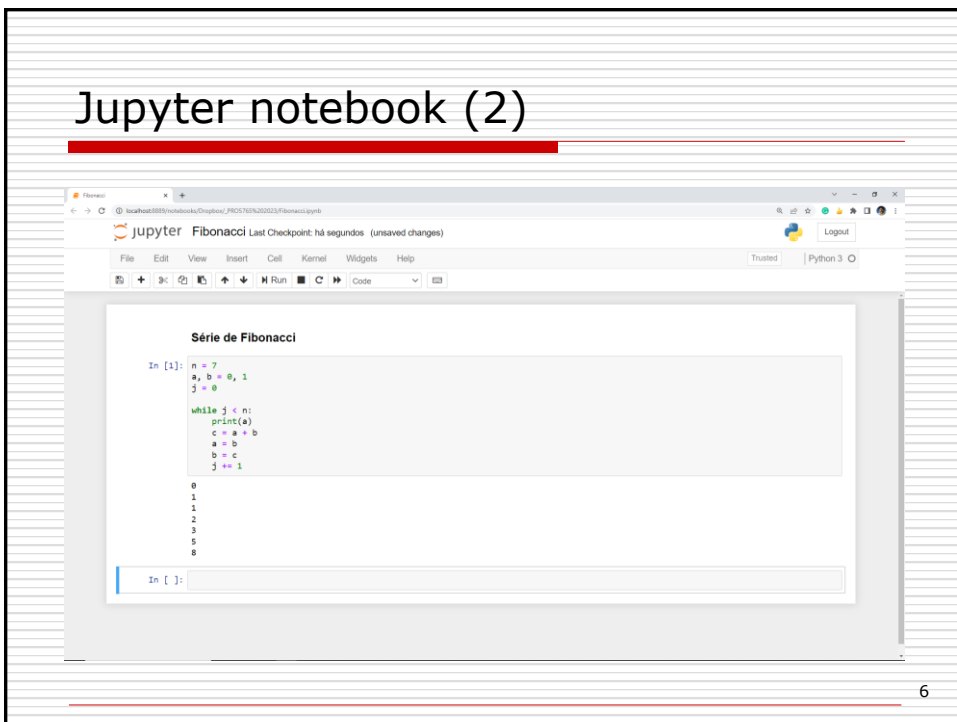 Jupyter notebook (2)
Fibonacci
localhost:8889/notebooks/Dropbox/_PRO5765%202023/Fibonacci.ipynb
jupyter Fibonacci Last Checkpoint: há segundos (unsaved changes)
Logout
File Edit View Insert Cell Kernel Widgets Help
Trusted Python 3
Run Code
Série de Fibonacci
In [1]: n = 7
a, b = 0, 1
j = 0
while j < n:
print(a)
c = a + b
a = b
b = c
j += 1
0
1
1
2
3
5
8
In [ ]:
6